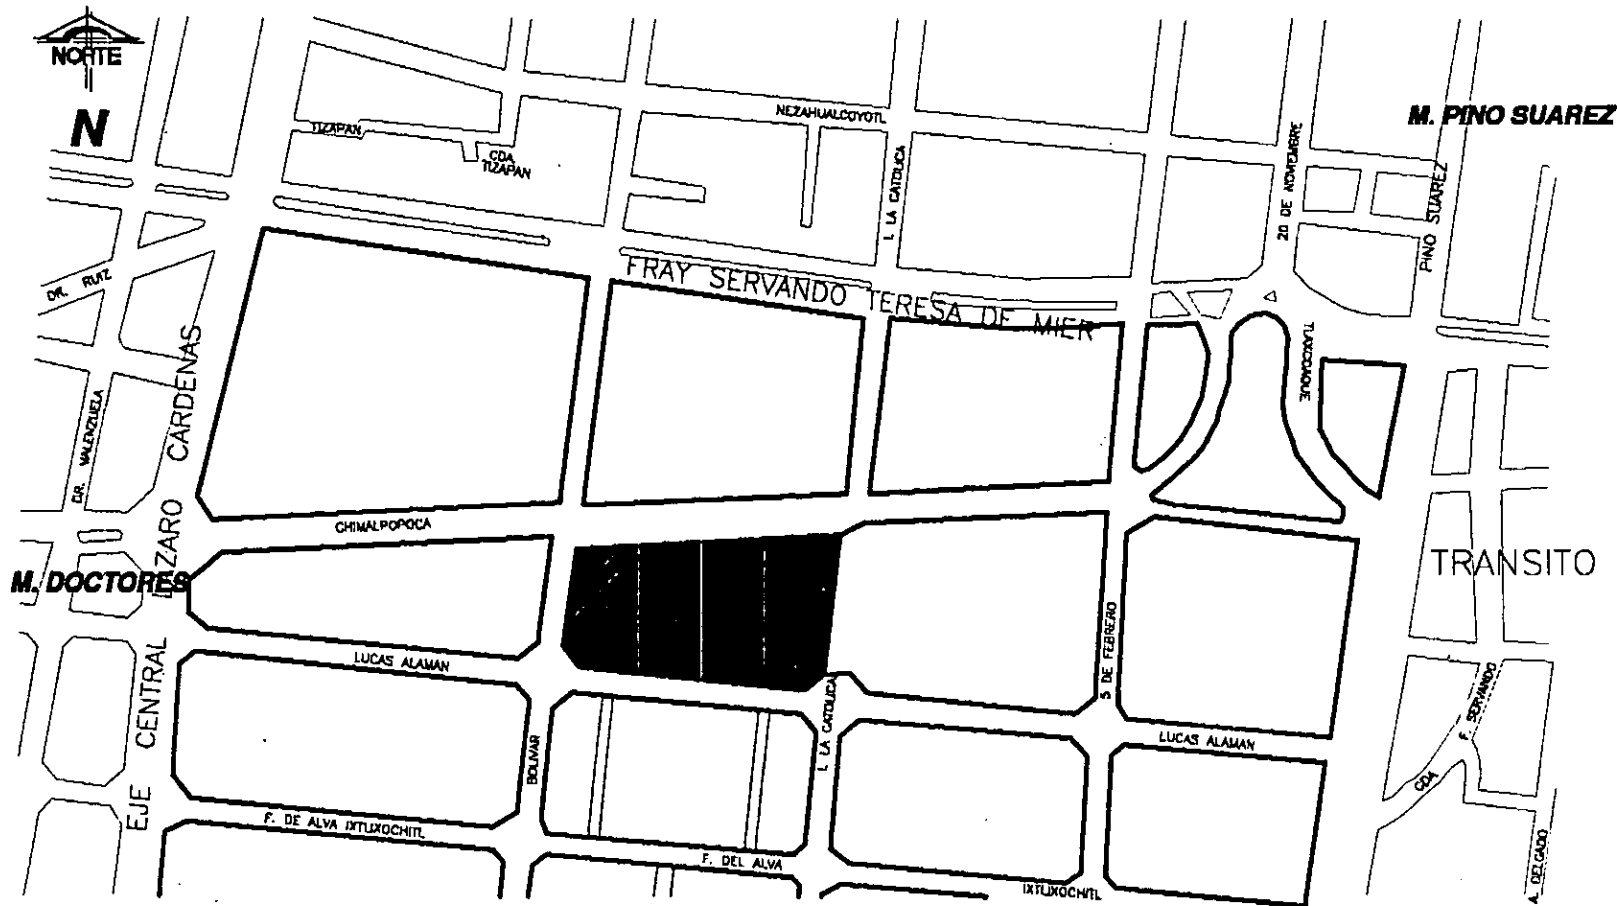 NORTE
N
M. PINO SUAREZ
NEZAHUALCOYOTL
TIZAPAN
CDA.
TIZAPAN
I. LA CATOLICA
20 DE NOVIEMBRE
PINO SUAREZ
DR. RUIZ
FRAY SERVANDO TERESA DE MIER
TLAXCOAQUE
LAZARO CARDENAS
DR. VALENZUELA
CHIMALPOPOCA
M. DOCTORES
TRANSITO
5 DE FEBRERO
LUCAS ALAMAN
EJE CENTRAL
I. LA CATOLICA
F. SERVANDO
CDA
LUCAS ALAMAN
BOLIVAR
F. DE ALVA IXTLIXOCHITL
F. DEL ALVA
IXTLIXOCHITL
A. DELGADO